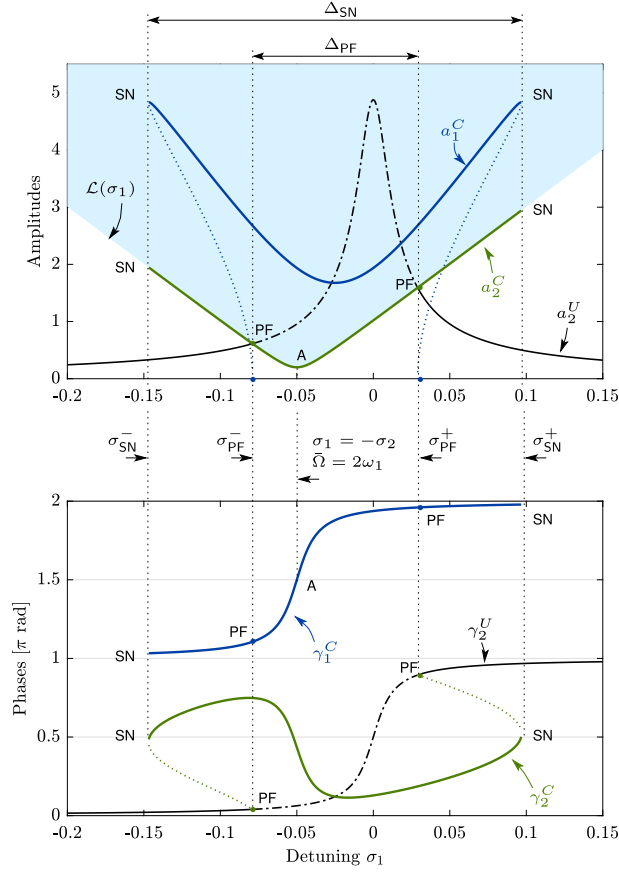 Δ_SN
Δ_PF
5
4
3
2
1
0
Amplitudes
SN
SN
a_1^C
ℒ(σ_1)
SN
SN
PF
PF
a_2^C
a_2^U
A
-0.2
-0.15
-0.1
-0.05
0
0.05
0.1
0.15
σ_SN^-
σ_PF^-
σ_1 = −σ_2
Ω̄ = 2ω_1
σ_PF^+
σ_SN^+
2
1.5
1
0.5
0
Phases [π rad]
PF
SN
A
PF
SN
γ_1^C
γ_2^U
PF
SN
SN
PF
γ_2^C
-0.2
-0.15
-0.1
-0.05
0
0.05
0.1
0.15
Detuning σ_1